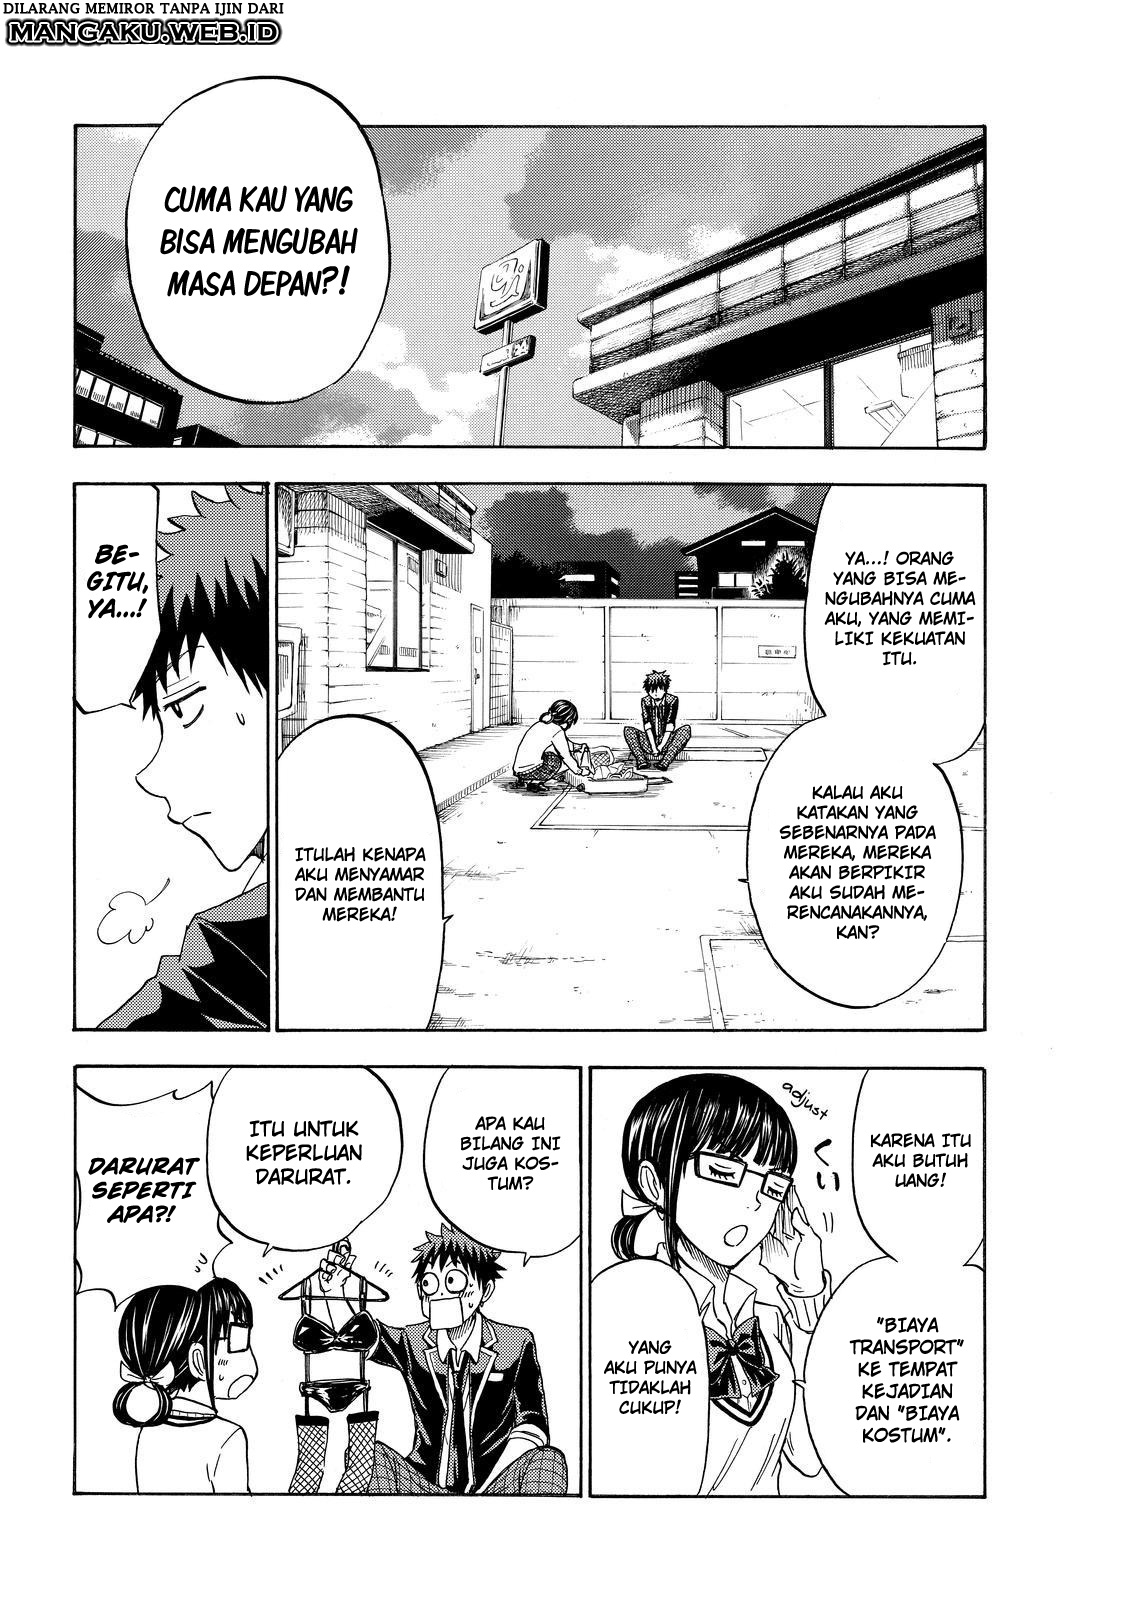 DILARANG MEMIROR TANPA IJIN DARI
MANGAKU.WEB.ID
CUMA KAU YANG
BISA MENGUBAH
MASA DEPAN?!
YA...! ORANG
YANG BISA ME-
NGUBAHNYA CUMA
AKU, YANG MEMI-
LIKI KEKUATAN
ITU.
KALAU AKU
KATAKAN YANG
SEBENARNYA PADA
MEREKA, MEREKA
AKAN BERPIKIR
AKU SUDAH ME-
RENCANAKANNYA,
KAN?
ITULAH KENAPA
AKU MENYAMAR
DAN MEMBANTU
MEREKA!
BE-
GITU,
YA...!
KARENA ITU
AKU BUTUH
UANG!
adjust
くい
"BIAYA
TRANSPORT"
KE TEMPAT
KEJADIAN
DAN "BIAYA
KOSTUM".
YANG
AKU PUNYA
TIDAKLAH
CUKUP!
APA KAU
BILANG INI
JUGA KOS-
TUM?
ITU UNTUK
KEPERLUAN
DARURAT.
DARURAT
SEPERTI
APA?!